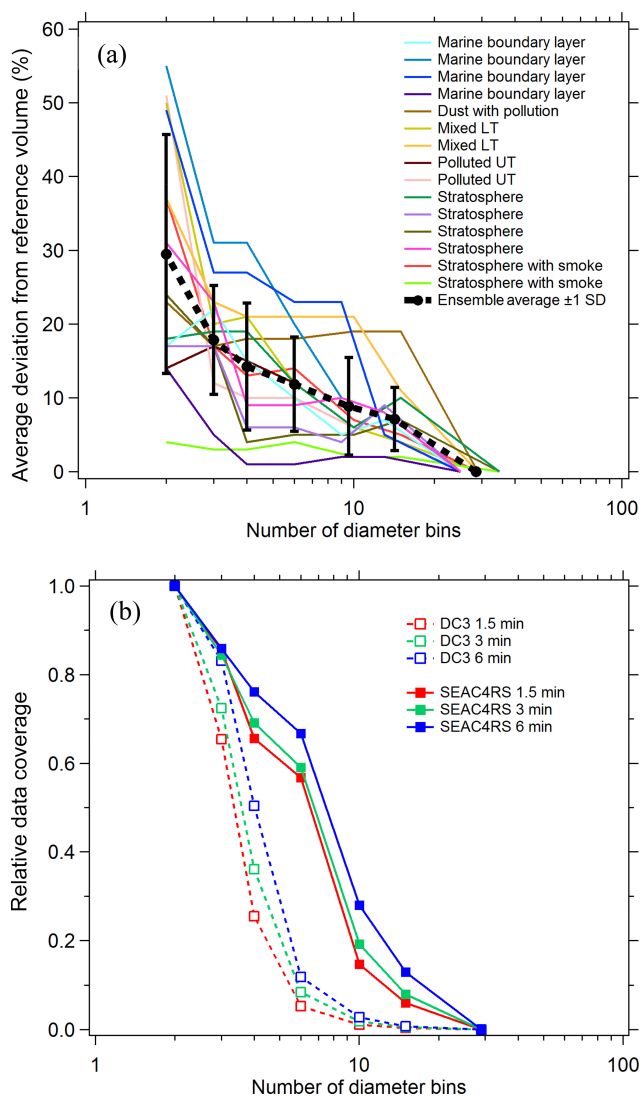 60
50
40
30
20
10
0
Average deviation from reference volume (%)
(a)
Marine boundary layer
Marine boundary layer
Marine boundary layer
Marine boundary layer
Dust with pollution
Mixed LT
Mixed LT
Polluted UT
Polluted UT
Stratosphere
Stratosphere
Stratosphere
Stratosphere
Stratosphere with smoke
Stratosphere with smoke
Ensemble average ±1 SD
1
10
100
Number of diameter bins
1.0
0.8
0.6
0.4
0.2
0.0
Relative data coverage
(b)
DC3 1.5 min
DC3 3 min
DC3 6 min
SEAC4RS 1.5 min
SEAC4RS 3 min
SEAC4RS 6 min
1
10
100
Number of diameter bins